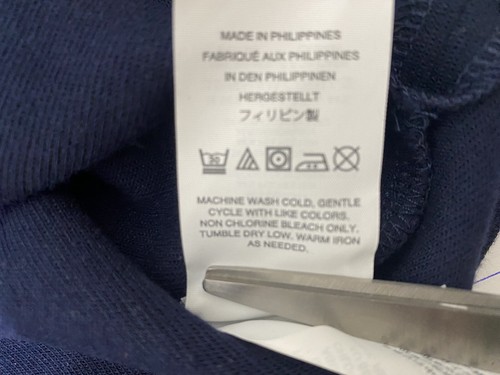 MADE IN PHILIPPINES
FABRIQUÉ AUX PHILIPPINES
IN DEN PHILIPPINEN
HERGESTELLT
フィリピン製
30
MACHINE WASH COLD, GENTLE
CYCLE WITH LIKE COLORS.
NON CHLORINE BLEACH ONLY.
TUMBLE DRY LOW. WARM IRON
AS NEEDED.